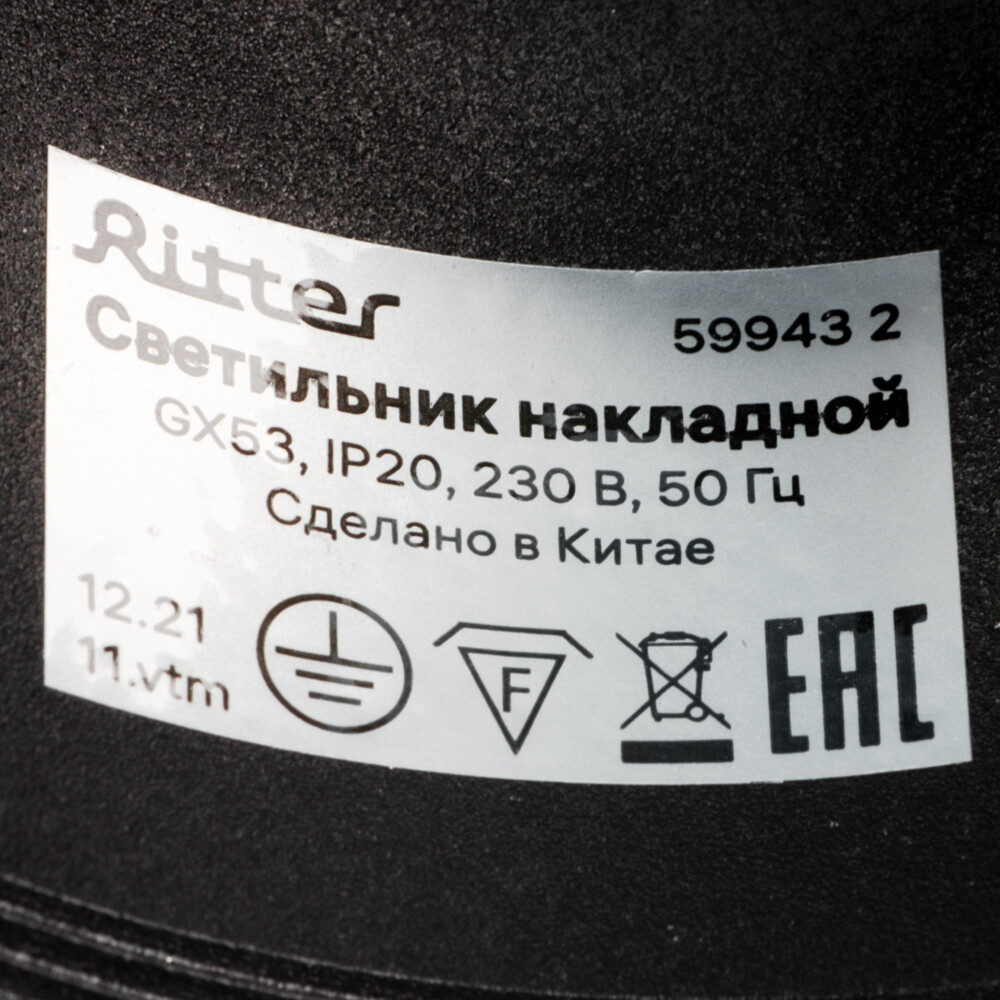 Ritter
59943 2
Светильник накладной
GX53, IP20, 230 В, 50 Гц
Сделано в Китае
12.21
11.vtm
F
EAC